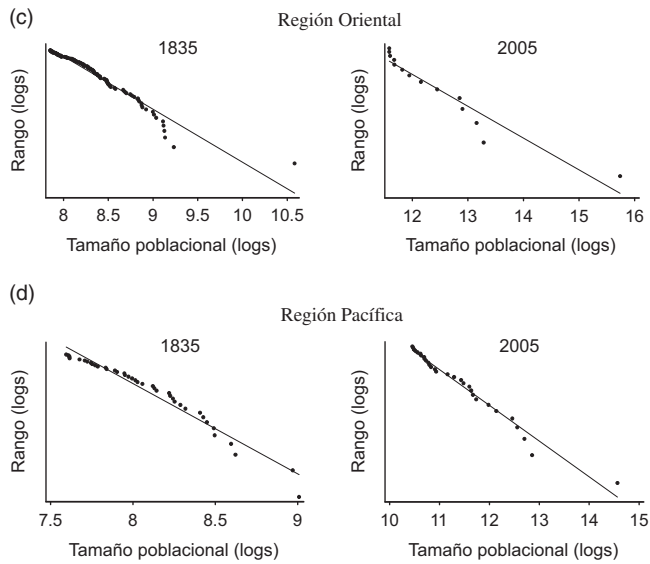 (c)
Región Oriental
1835
2005
Rango (logs)
Rango (logs)
8 8.5 9 9.5 10 10.5
12 13 14 15 16
Tamaño poblacional (logs)
Tamaño poblacional (logs)
(d)
Región Pacífica
1835
2005
Rango (logs)
Rango (logs)
7.5 8 8.5 9
10 11 12 13 14 15
Tamaño poblacional (logs)
Tamaño poblacional (logs)